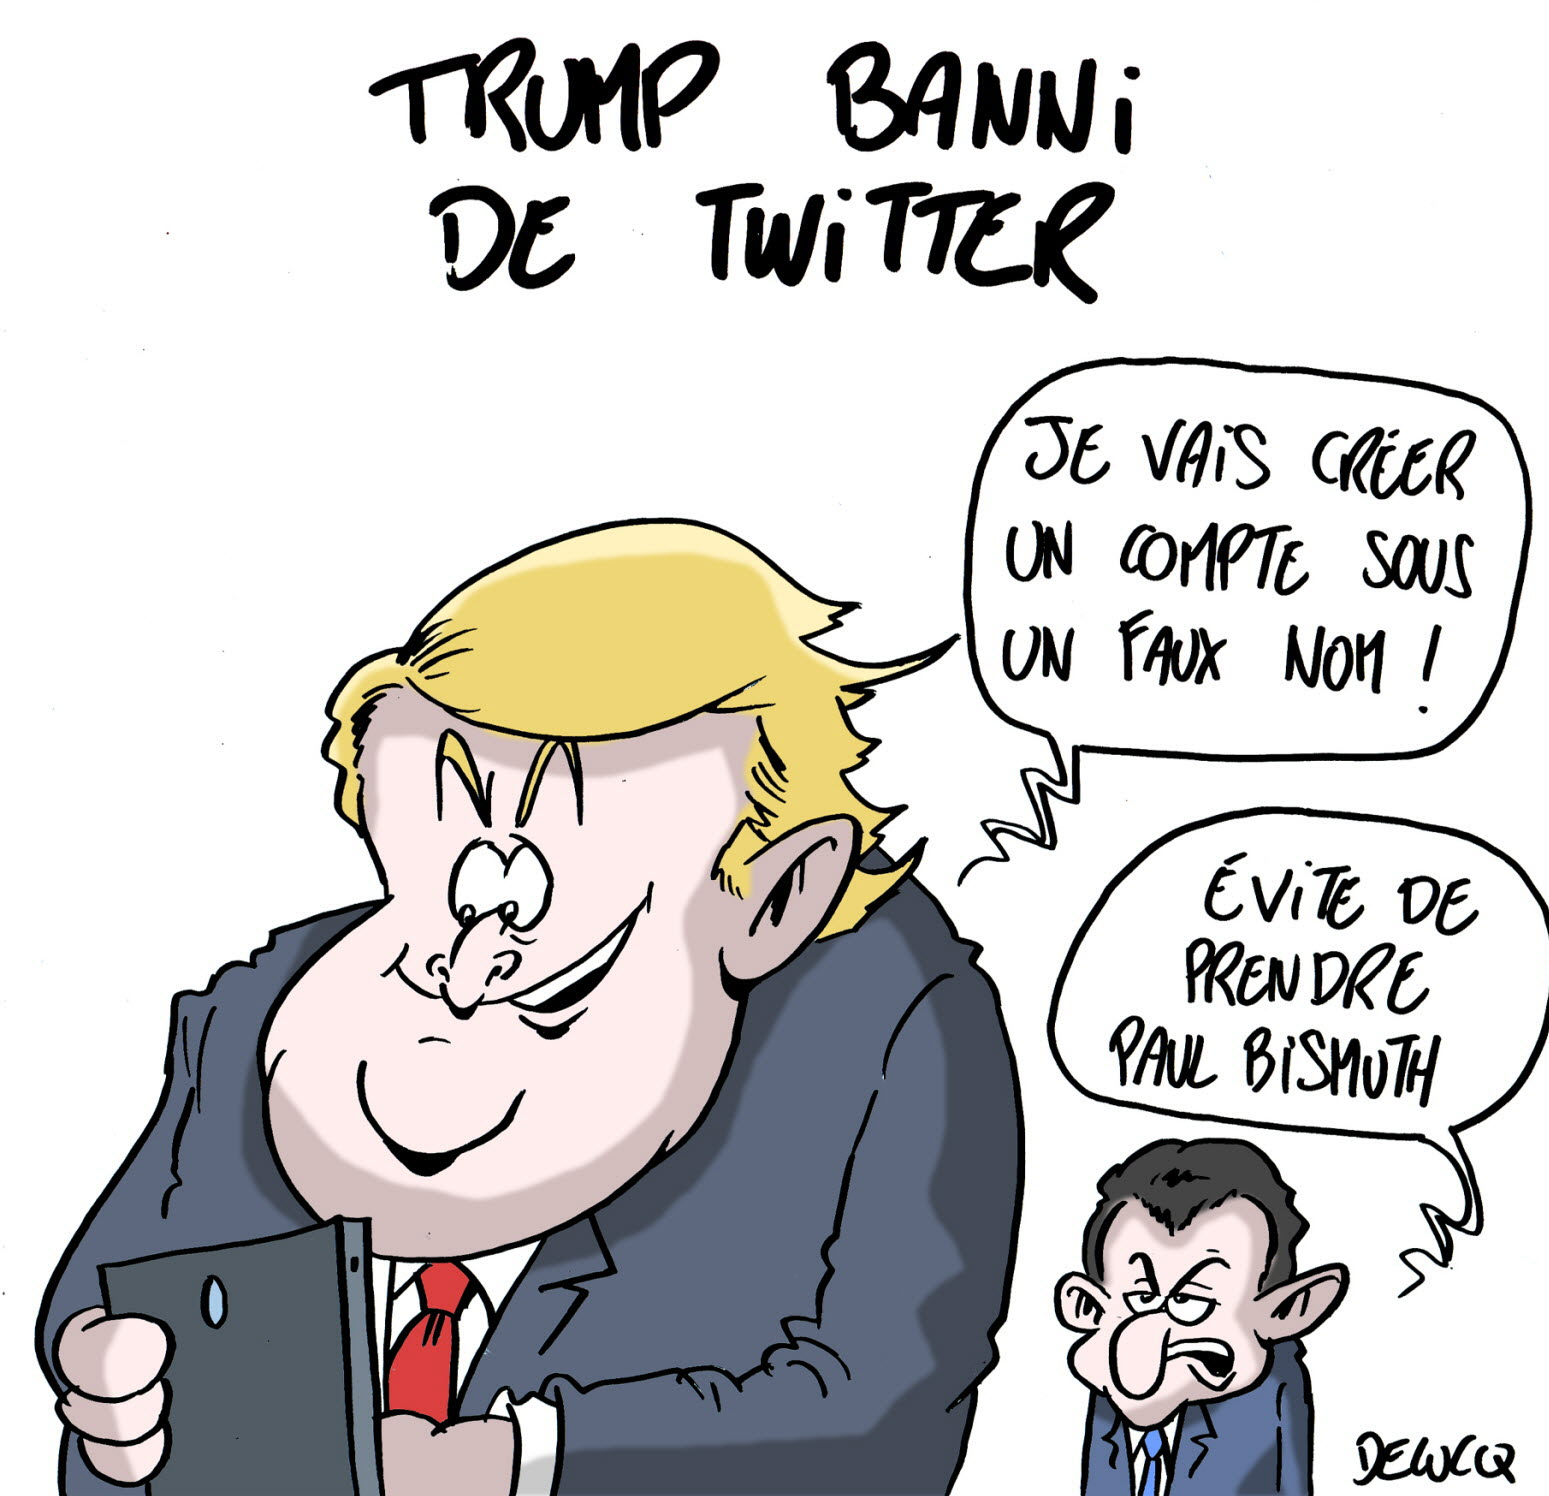 TRUMP BANNi
DE TWiTTER
JE VAiS CRÉER
UN COMPTE SOUS
UN FAUX NOM !
ÉViTE DE
PRENDRE
PAUL BiSMUTH
DELUCQ